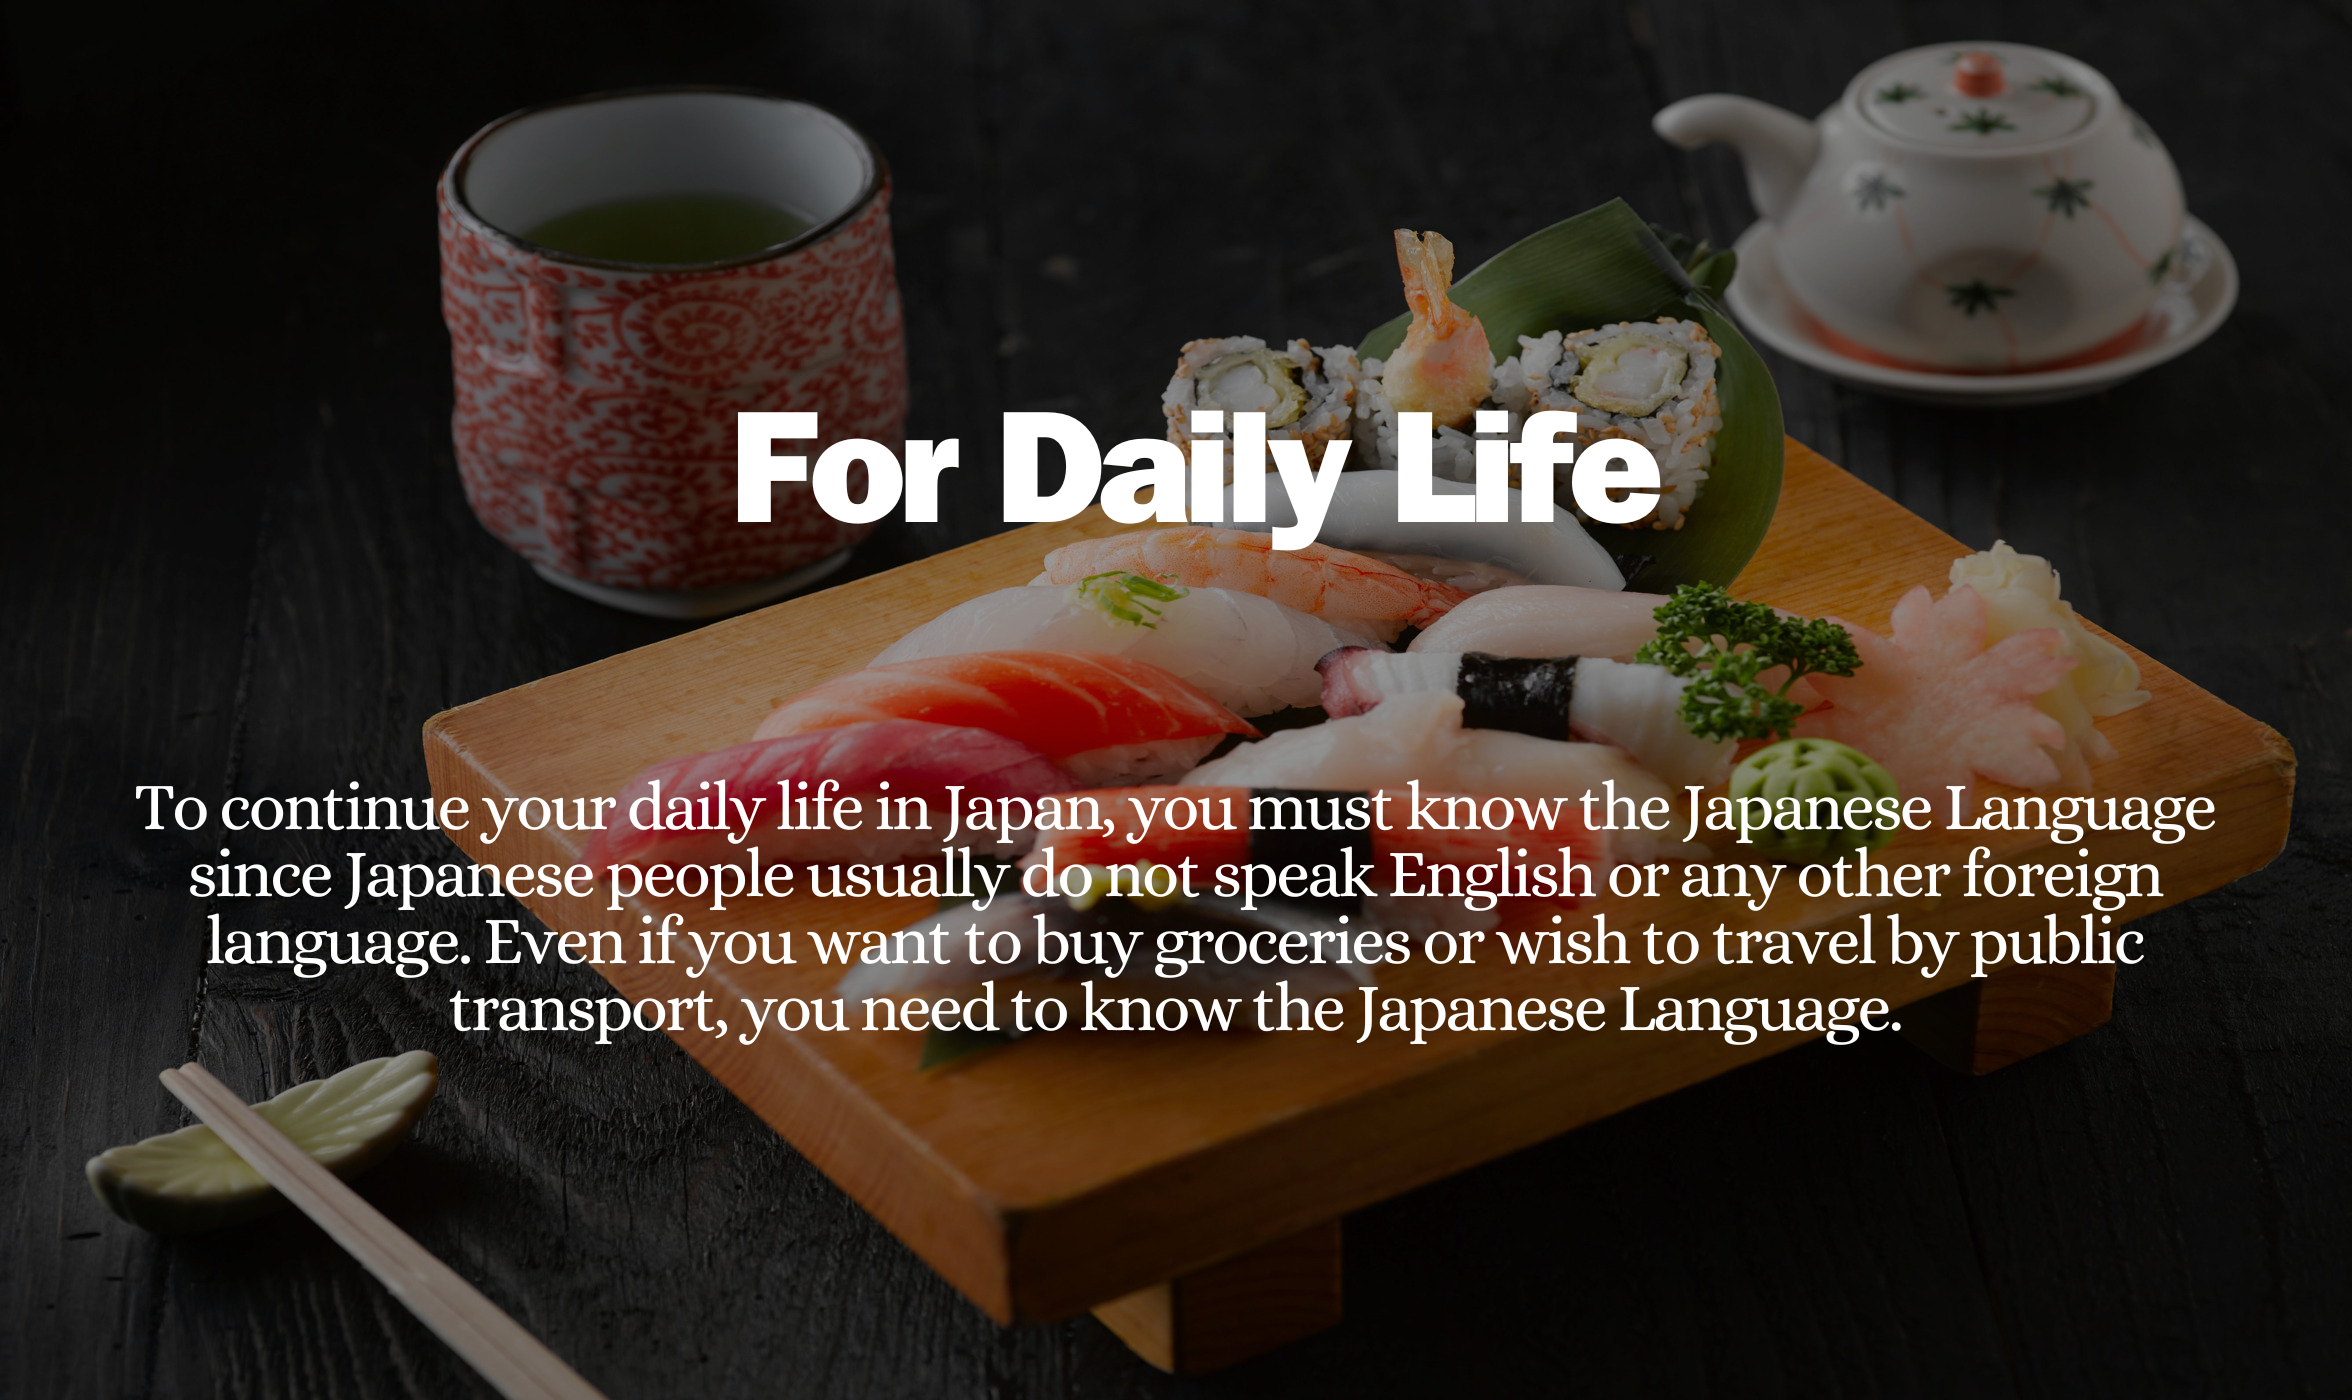 For Daily Life
To continue your daily life in Japan, you must know the Japanese Language
since Japanese people usually do not speak English or any other foreign
language. Even if you want to buy groceries or wish to travel by public
transport, you need to know the Japanese Language.